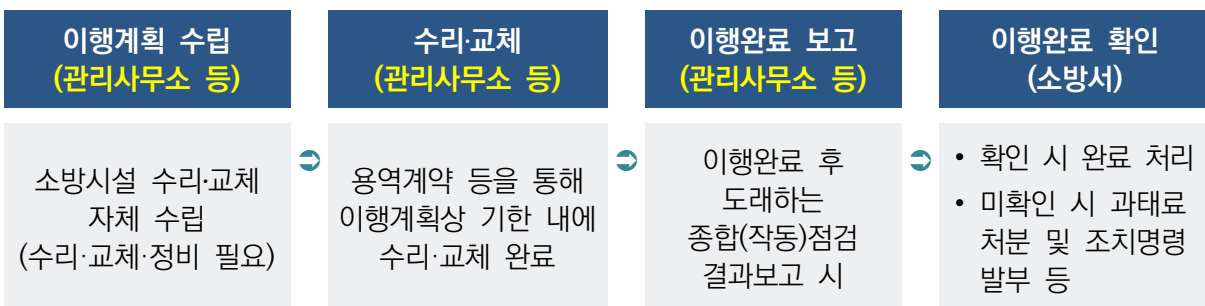 이행계획 수립
(관리사무소 등)
소방시설 수리·교체
자체 수립
(수리·교체·정비 필요)
수리·교체
(관리사무소 등)
용역계약 등을 통해
이행계획상 기한 내에
수리·교체 완료
이행완료 보고
(관리사무소 등)
이행완료 후
도래하는
종합(작동)점검
결과보고 시
이행완료 확인
(소방서)
• 확인 시 완료 처리
• 미확인 시 과태료
처분 및 조치명령
발부 등